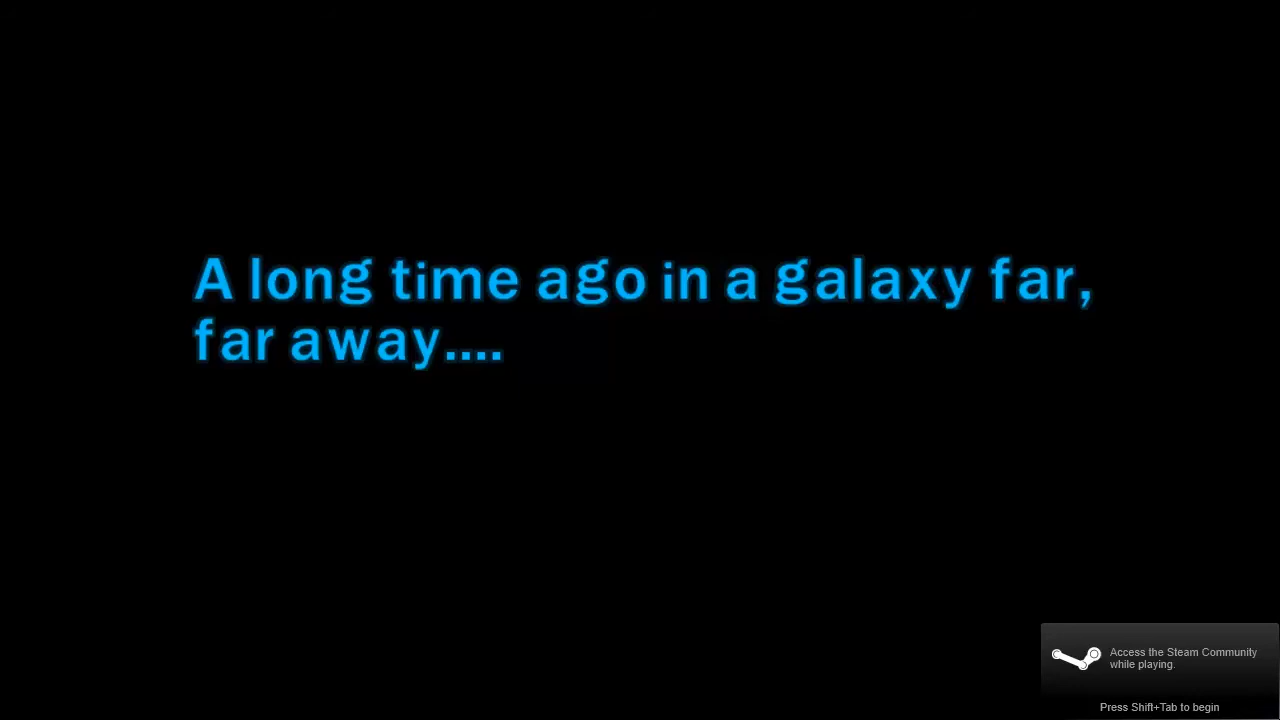 A long time ago in a galaxy far,
far away....
Access the Steam Community
while playing.
Press Shift+Tab to begin